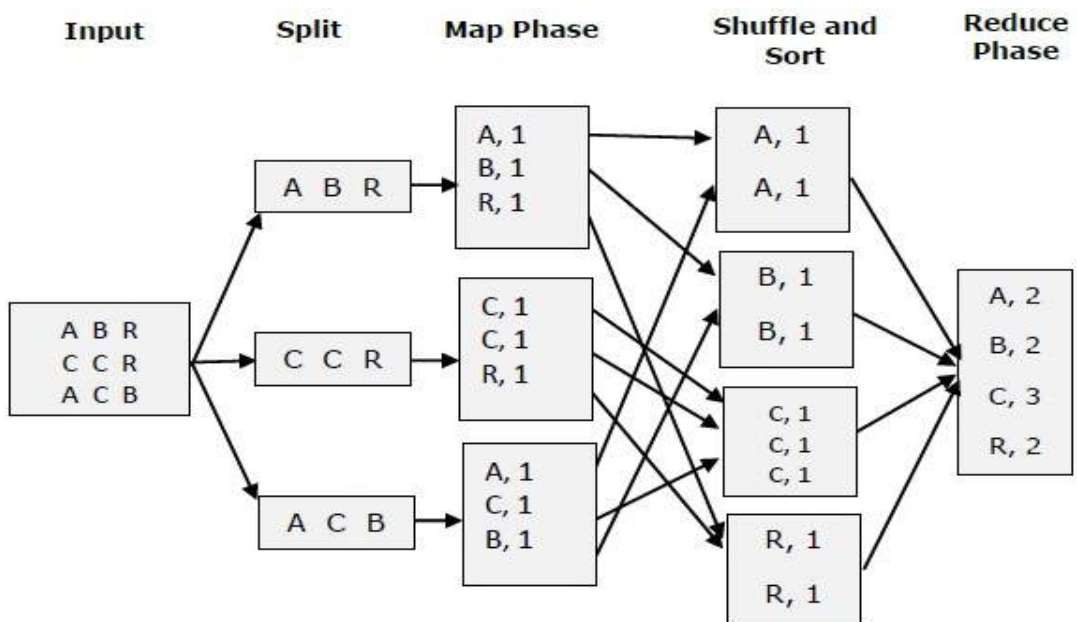 Input
Split
Map Phase
Shuffle and
Sort
Reduce
Phase
A B R
C C R
A C B
A B R
C C R
A C B
A, 1
B, 1
R, 1
C, 1
C, 1
R, 1
A, 1
C, 1
B, 1
A, 1
A, 1
B, 1
B, 1
C, 1
C, 1
C, 1
R, 1
R, 1
A, 2
B, 2
C, 3
R, 2